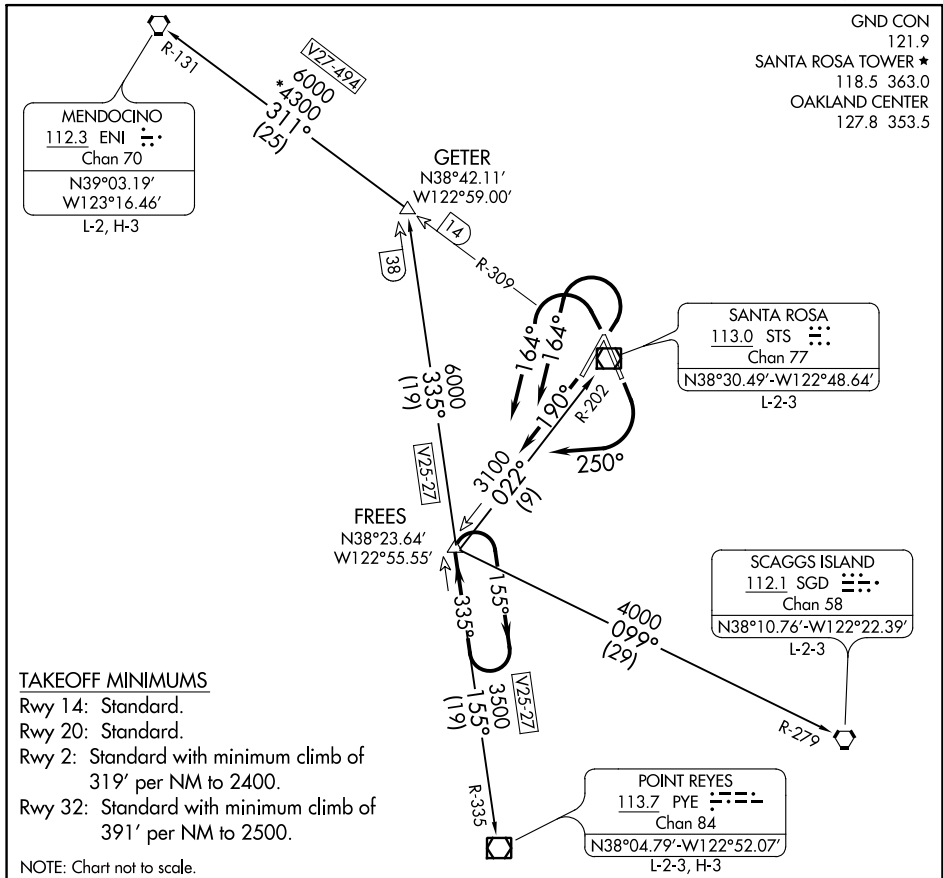 GND CON
121.9
SANTA ROSA TOWER ★
118.5 363.0
OAKLAND CENTER
127.8 353.5
R-131
V27-494
6000
*4300
311°
(25)
MENDOCINO
112.3 ENI
Chan 70
N39°03.19'
W123°16.46'
L-2, H-3
GETER
N38°42.11'
W122°59.00'
14
R-309
38
164°
164°
SANTA ROSA
113.0 STS
Chan 77
N38°30.49'-W122°48.64'
L-2-3
190°
R-202
250°
3100
022°
(9)
6000
335°
(19)
V25-27
FREES
N38°23.64'
W122°55.55'
155°
335°
4000
099°
(29)
SCAGGS ISLAND
112.1 SGD
Chan 58
N38°10.76'-W122°22.39'
L-2-3
R-279
V25-27
3500
155°
(19)
R-335
POINT REYES
113.7 PYE
Chan 84
N38°04.79'-W122°52.07'
L-2-3, H-3
TAKEOFF MINIMUMS
Rwy 14: Standard.
Rwy 20: Standard.
Rwy 2: Standard with minimum climb of
319' per NM to 2400.
Rwy 32: Standard with minimum climb of
391' per NM to 2500.
NOTE: Chart not to scale.